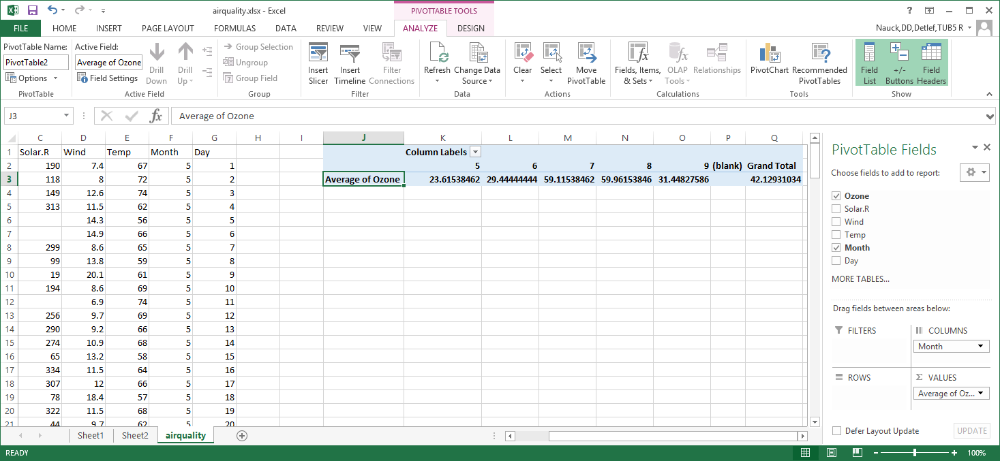 airquality.xlsx - Excel
PIVOTTABLE TOOLS
?
FILE HOME INSERT PAGE LAYOUT FORMULAS DATA REVIEW VIEW ANALYZE DESIGN
Nauck,DD,Detlef,TUB5 R
PivotTable Name:
PivotTable2
Options
PivotTable
Active Field:
Average of Ozone
Field Settings
Drill Down
Drill Up
Active Field
Group Selection
Ungroup
Group Field
Group
Insert Slicer
Insert Timeline
Filter Connections
Filter
Refresh
Change Data Source
Data
Clear
Select
Move PivotTable
Actions
Fields, Items, & Sets
OLAP Tools
Relationships
Calculations
PivotChart
Recommended PivotTables
Tools
Field List
+/- Buttons
Field Headers
Show
J3
fx
Average of Ozone
C D E F G H I J K L M N O P Q
1 Solar.R Wind Temp Month Day Column Labels
2 190 7.4 67 5 1 5 6 7 8 9 (blank) Grand Total
3 118 8 72 5 2 Average of Ozone 23.61538462 29.44444444 59.11538462 59.96153846 31.44827586 42.12931034
4 149 12.6 74 5 3
5 313 11.5 62 5 4
6 14.3 56 5 5
7 14.9 66 5 6
8 299 8.6 65 5 7
9 99 13.8 59 5 8
10 19 20.1 61 5 9
11 194 8.6 69 5 10
12 6.9 74 5 11
13 256 9.7 69 5 12
14 290 9.2 66 5 13
15 274 10.9 68 5 14
16 65 13.2 58 5 15
17 334 11.5 64 5 16
18 307 12 66 5 17
19 78 18.4 57 5 18
20 322 11.5 68 5 19
21 44 9.7 62 5 20
Sheet1 Sheet2 airquality
PivotTable Fields
Choose fields to add to report:
Ozone
Solar.R
Wind
Temp
Month
Day
MORE TABLES...
Drag fields between areas below:
FILTERS
COLUMNS
Month
ROWS
Σ VALUES
Average of Oz...
Defer Layout Update
UPDATE
READY
100%